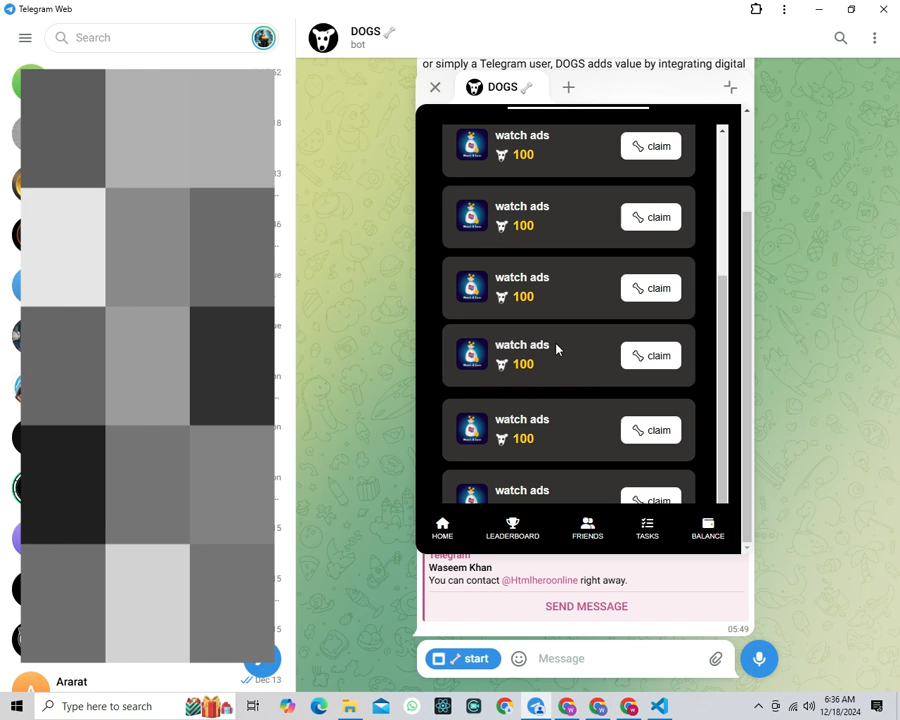 Telegram Web
Search
DOGS
bot
or simply a Telegram user, DOGS adds value by integrating digital
DOGS
watch ads
100
claim
watch ads
100
claim
watch ads
100
claim
watch ads
100
claim
watch ads
100
claim
watch ads
claim
HOME
LEADERBOARD
FRIENDS
TASKS
BALANCE
Telegram
Waseem Khan
You can contact @Htmlheroonline right away.
SEND MESSAGE
05:49
start
Message
Ararat
Dec 13
Type here to search
6:36 AM
12/18/2024